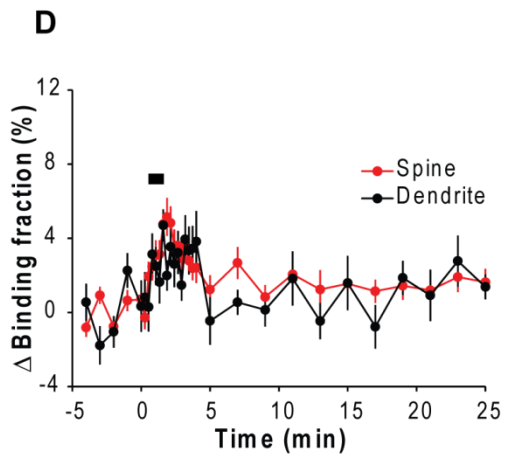 D
Δ Binding fraction (%)
12
8
4
0
-4
Spine
Dendrite
-5 0 5 10 15 20 25
Time (min)